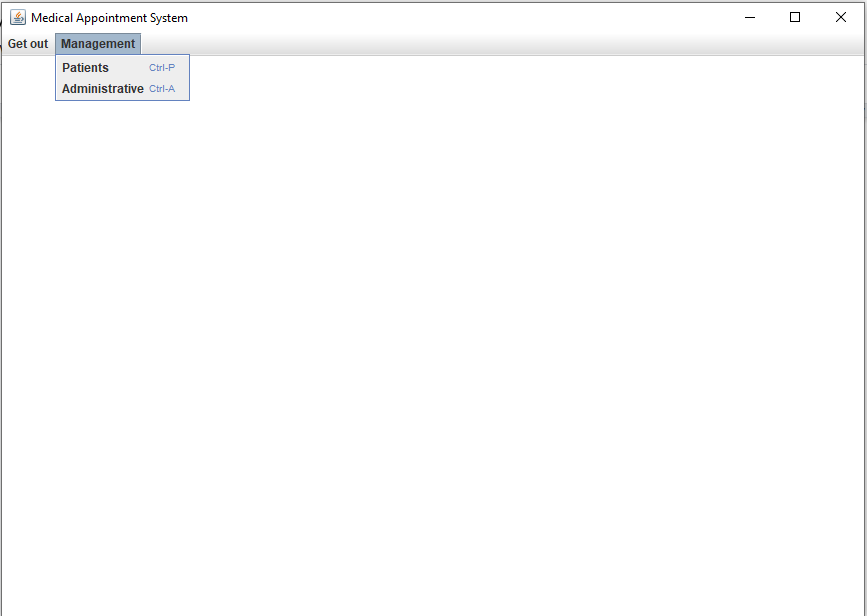 Medical Appointment System
Get out Management
Patients Ctrl-P
Administrative Ctrl-A